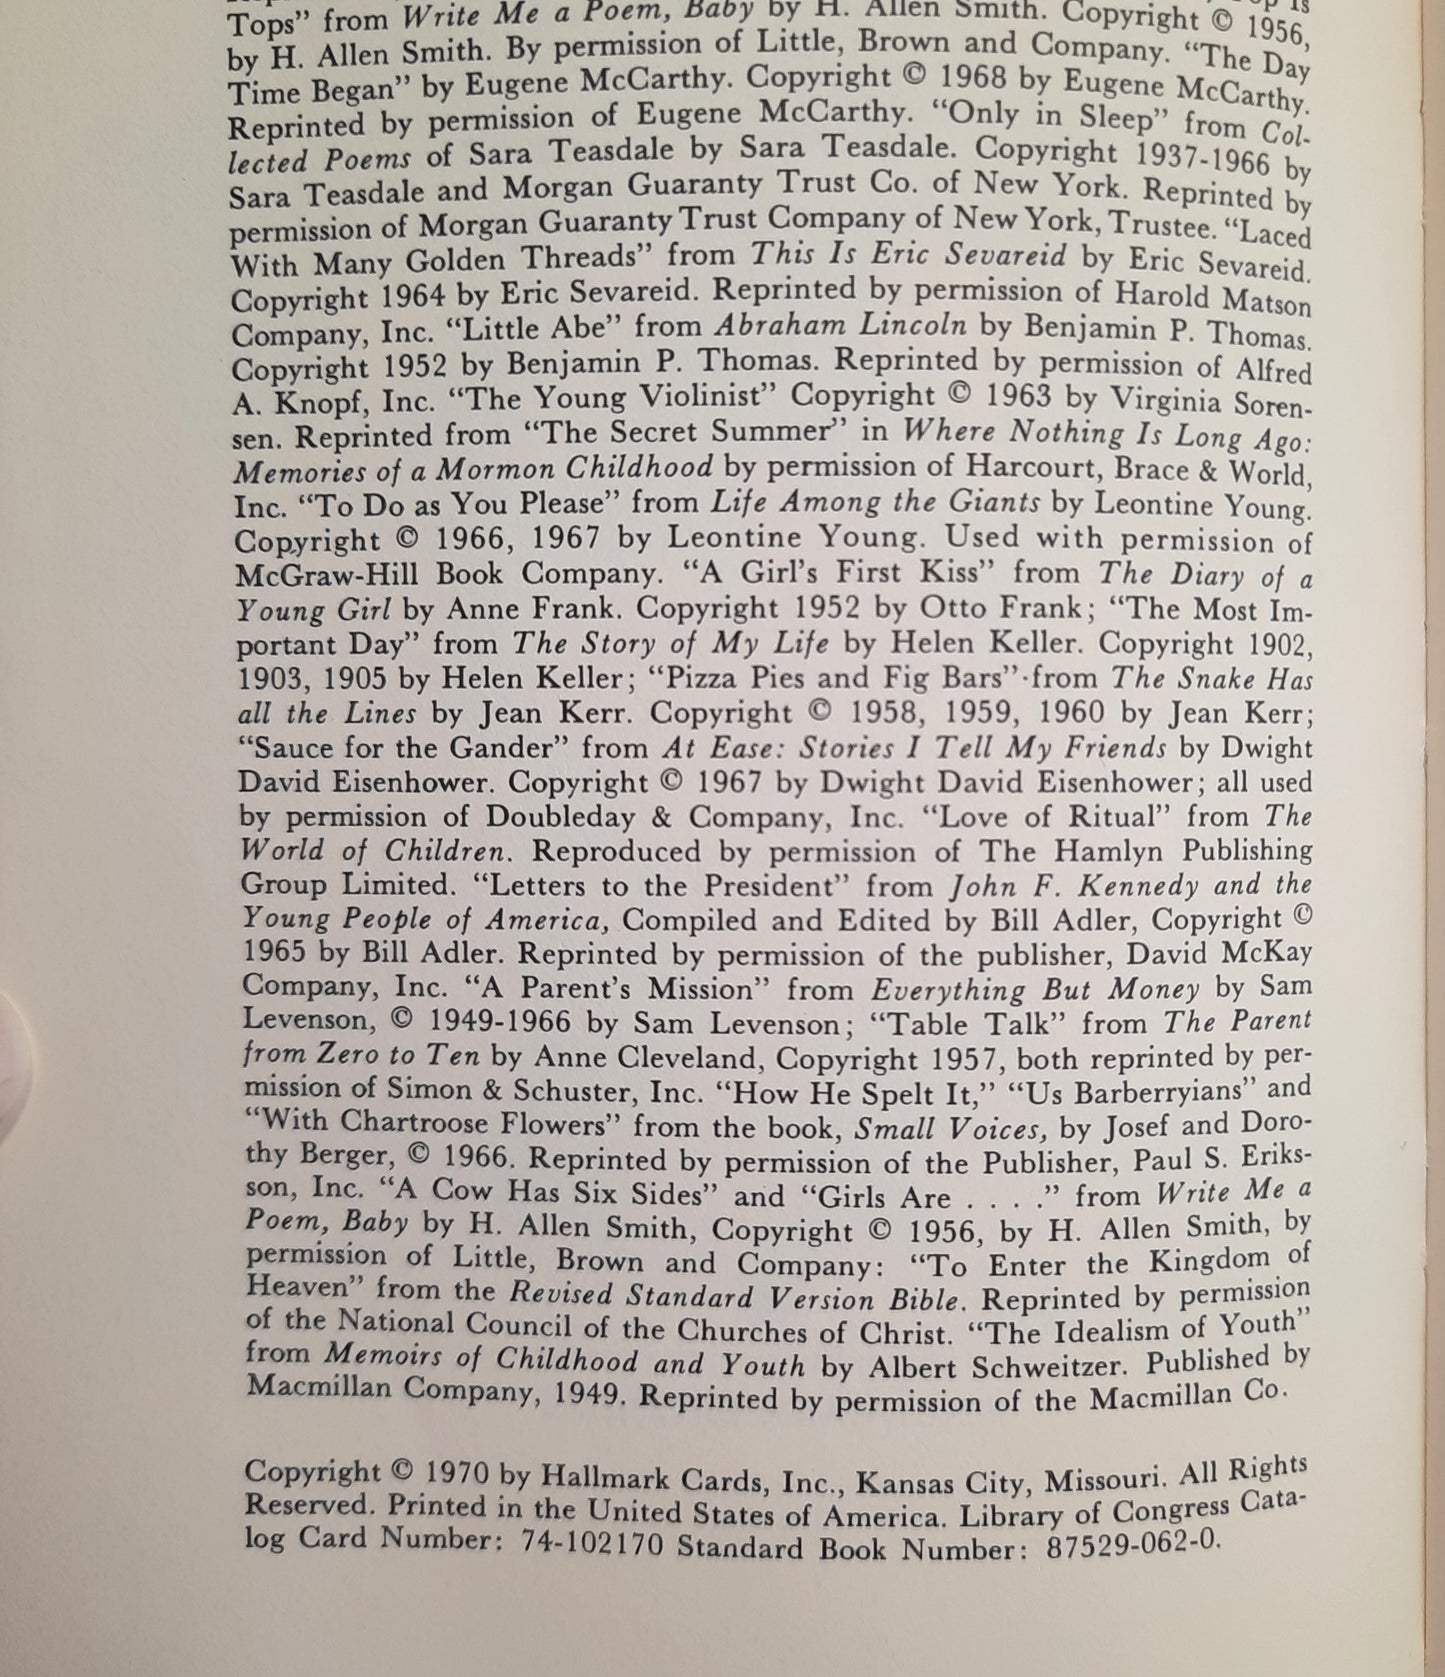 Tops” from Write Me a Poem, Baby by H. Allen Smith. Copyright © 1956,
by H. Allen Smith. By permission of Little, Brown and Company. “The Day
Time Began” by Eugene McCarthy. Copyright © 1968 by Eugene McCarthy.
Reprinted by permission of Eugene McCarthy. “Only in Sleep” from Col-
lected Poems of Sara Teasdale by Sara Teasdale. Copyright 1937-1966 by
Sara Teasdale and Morgan Guaranty Trust Co. of New York. Reprinted by
permission of Morgan Guaranty Trust Company of New York, Trustee. “Laced
With Many Golden Threads” from This Is Eric Sevareid by Eric Sevareid.
Copyright 1964 by Eric Sevareid. Reprinted by permission of Harold Matson
Company, Inc. “Little Abe” from Abraham Lincoln by Benjamin P. Thomas.
Copyright 1952 by Benjamin P. Thomas. Reprinted by permission of Alfred
A. Knopf, Inc. “The Young Violinist” Copyright © 1963 by Virginia Soren-
sen. Reprinted from “The Secret Summer” in Where Nothing Is Long Ago:
Memories of a Mormon Childhood by permission of Harcourt, Brace & World,
Inc. “To Do as You Please” from Life Among the Giants by Leontine Young.
Copyright © 1966, 1967 by Leontine Young. Used with permission of
McGraw-Hill Book Company. “A Girl’s First Kiss” from The Diary of a
Young Girl by Anne Frank. Copyright 1952 by Otto Frank; “The Most Im-
portant Day” from The Story of My Life by Helen Keller. Copyright 1902,
1903, 1905 by Helen Keller; “Pizza Pies and Fig Bars” from The Snake Has
all the Lines by Jean Kerr. Copyright © 1958, 1959, 1960 by Jean Kerr;
“Sauce for the Gander” from At Ease: Stories I Tell My Friends by Dwight
David Eisenhower. Copyright © 1967 by Dwight David Eisenhower; all used
by permission of Doubleday & Company, Inc. “Love of Ritual” from The
World of Children. Reproduced by permission of The Hamlyn Publishing
Group Limited. “Letters to the President” from John F. Kennedy and the
Young People of America, Compiled and Edited by Bill Adler, Copyright ©
1965 by Bill Adler. Reprinted by permission of the publisher, David McKay
Company, Inc. “A Parent’s Mission” from Everything But Money by Sam
Levenson, © 1949-1966 by Sam Levenson; “Table Talk” from The Parent
from Zero to Ten by Anne Cleveland, Copyright 1957, both reprinted by per-
mission of Simon & Schuster, Inc. “How He Spelt It,” “Us Barberryians” and
“With Chartroose Flowers” from the book, Small Voices, by Josef and Doro-
thy Berger, © 1966. Reprinted by permission of the Publisher, Paul S. Eriks-
son, Inc. “A Cow Has Six Sides” and “Girls Are . . . .” from Write Me a
Poem, Baby by H. Allen Smith, Copyright © 1956, by H. Allen Smith, by
permission of Little, Brown and Company: “To Enter the Kingdom of
Heaven” from the Revised Standard Version Bible. Reprinted by permission
of the National Council of the Churches of Christ. “The Idealism of Youth”
from Memoirs of Childhood and Youth by Albert Schweitzer. Published by
Macmillan Company, 1949. Reprinted by permission of the Macmillan Co.
Copyright © 1970 by Hallmark Cards, Inc., Kansas City, Missouri. All Rights
Reserved. Printed in the United States of America. Library of Congress Cata-
log Card Number: 74-102170 Standard Book Number: 87529-062-0.